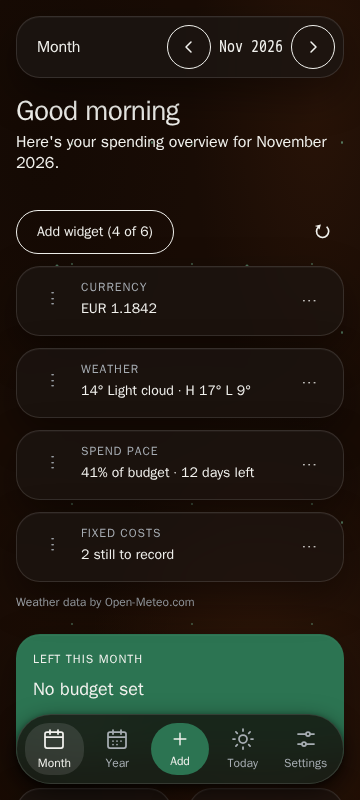 Month
Nov 2026
Good morning
Here's your spending overview for November
2026.
Add widget (4 of 6)
CURRENCY
EUR 1.1842
WEATHER
14° Light cloud · H 17° L 9°
SPEND PACE
41% of budget · 12 days left
FIXED COSTS
2 still to record
Weather data by Open-Meteo.com
LEFT THIS MONTH
No budget set
Month
Year
Add
Today
Settings